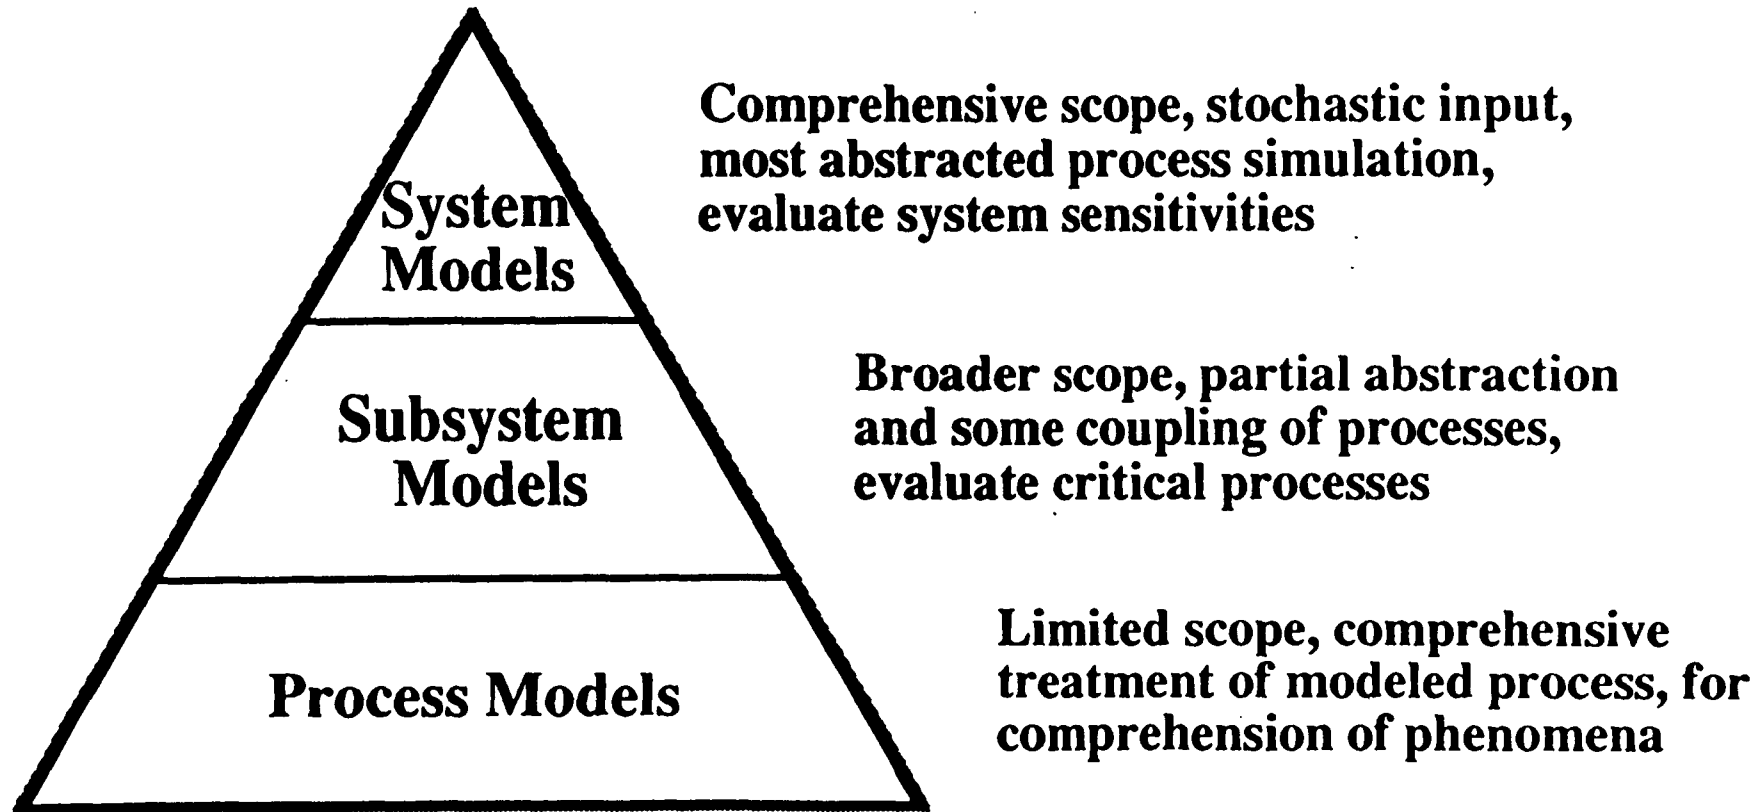 System
Models
Comprehensive scope, stochastic input,
most abstracted process simulation,
evaluate system sensitivities
Subsystem
Models
Broader scope, partial abstraction
and some coupling of processes,
evaluate critical processes
Process Models
Limited scope, comprehensive
treatment of modeled process, for
comprehension of phenomena